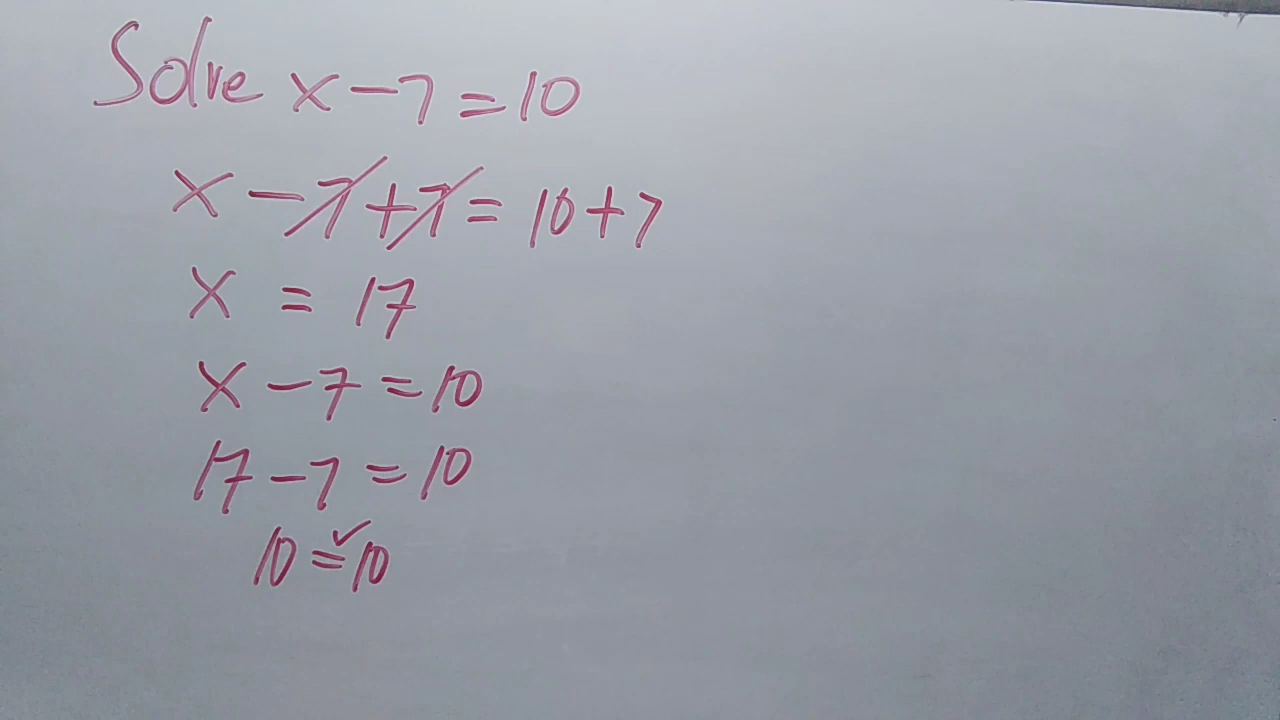 Solve x - 7 = 10
x - 7 + 7 = 10 + 7
x = 17
x - 7 = 10
17 - 7 = 10
10 = 10 ✓